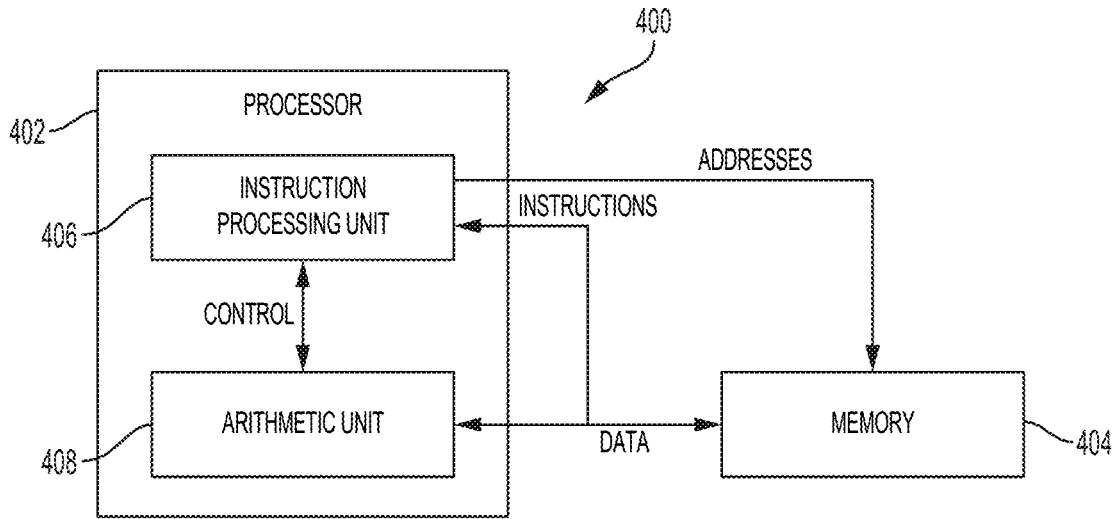 400
PROCESSOR
402
ADDRESSES
INSTRUCTION
PROCESSING UNIT
INSTRUCTIONS
406
CONTROL
ARITHMETIC UNIT
MEMORY
DATA
408
404